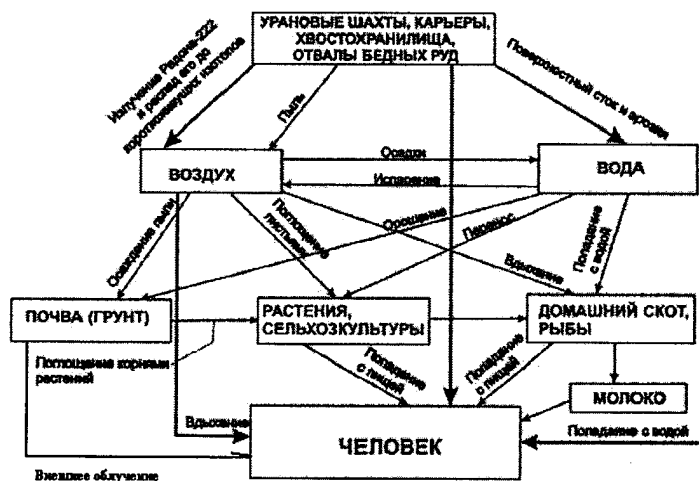 УРАНОВЫЕ ШАХТЫ, КАРЬЕРЫ,
ХВОСТОХРАНИЛИЩА,
ОТВАЛЫ БЕДНЫХ РУД
Излучение Радона-222
и распад его до
короткоживущих изотопов
Пыль
Поверхностный сток и эрозия
ВОЗДУХ
Осадки
Испарение
ВОДА
Осаждение пыли
Поглощение
листьями
Орошение
Перенос
Вдыхание
Попадание
с водой
ПОЧВА (ГРУНТ)
РАСТЕНИЯ,
СЕЛЬХОЗКУЛЬТУРЫ
ДОМАШНИЙ СКОТ,
РЫБЫ
Поглощение корнями
растений
Попадание
с пищей
Попадание
с пищей
МОЛОКО
Вдыхание
ЧЕЛОВЕК
Попадание с водой
Внешнее облучение